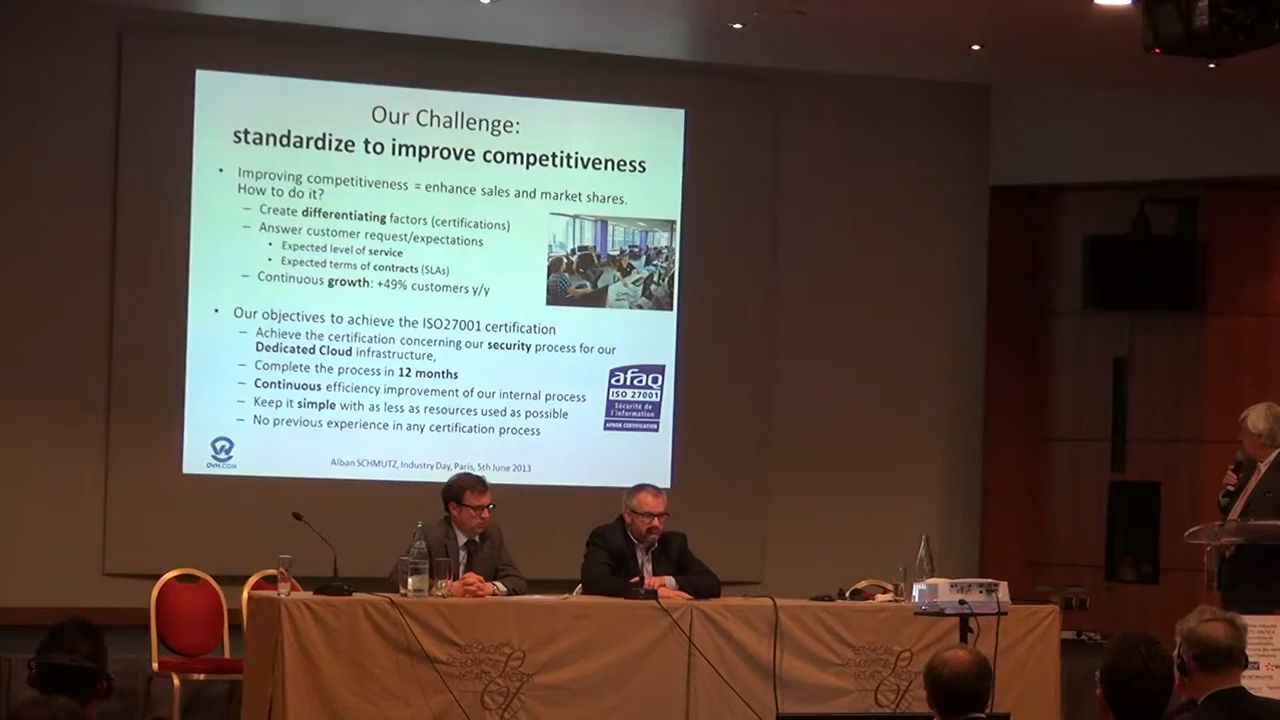 Our Challenge:
standardize to improve competitiveness
• Improving competitiveness = enhance sales and market shares.
How to do it?
– Create differentiating factors (certifications)
– Answer customer request/expectations
• Expected level of service
• Expected terms of contracts (SLAs)
– Continuous growth: +49% customers y/y
• Our objectives to achieve the ISO27001 certification
– Achieve the certification concerning our security process for our
Dedicated Cloud infrastructure,
– Complete the process in 12 months
– Continuous efficiency improvement of our internal process
– Keep it simple with as less as resources used as possible
– No previous experience in any certification process
afaq
ISO 27001
Sécurité de
l'information
AFNOR CERTIFICATION
OVH.COM
Alban SCHMUTZ, Industry Day, Paris, 5th June 2013